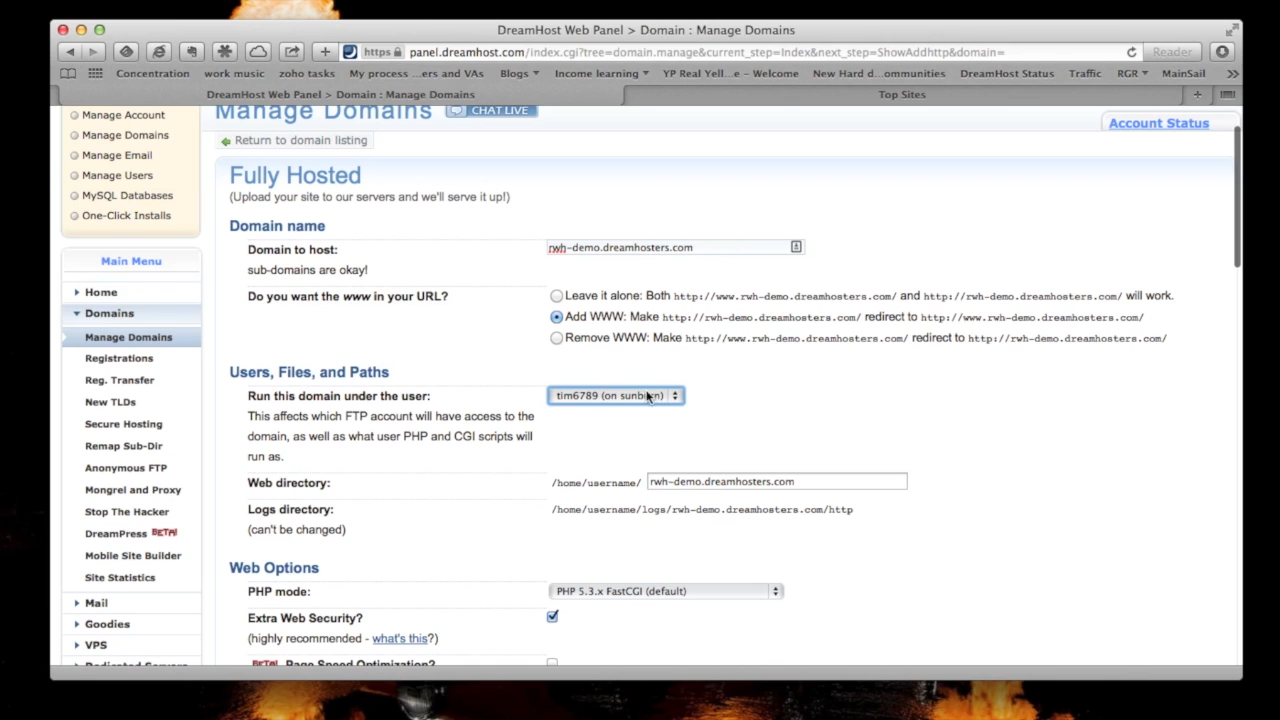 DreamHost Web Panel > Domain : Manage Domains
https panel.dreamhost.com/index.cgi?tree=domain.manage&current_step=Index&next_step=ShowAddhttp&domain= Reader
Concentration work music zoho tasks My process ...ers and VAs Blogs Income learning YP Real Yell...e – Welcome New Hard d...ommunities DreamHost Status Traffic RGR MainSail
DreamHost Web Panel > Domain : Manage Domains Top Sites
Manage Account
Manage Domains
Manage Email
Manage Users
MySQL Databases
One-Click Installs
Main Menu
Home
Domains
Manage Domains
Registrations
Reg. Transfer
New TLDs
Secure Hosting
Remap Sub-Dir
Anonymous FTP
Mongrel and Proxy
Stop The Hacker
DreamPress BETA!
Mobile Site Builder
Site Statistics
Mail
Goodies
VPS
Dedicated Servers
Manage Domains CHAT LIVE
Account Status
Return to domain listing
Fully Hosted
(Upload your site to our servers and we'll serve it up!)
Domain name
Domain to host: rwh-demo.dreamhosters.com
sub-domains are okay!
Do you want the www in your URL? Leave it alone: Both http://www.rwh-demo.dreamhosters.com/ and http://rwh-demo.dreamhosters.com/ will work.
Add WWW: Make http://rwh-demo.dreamhosters.com/ redirect to http://www.rwh-demo.dreamhosters.com/
Remove WWW: Make http://www.rwh-demo.dreamhosters.com/ redirect to http://rwh-demo.dreamhosters.com/
Users, Files, and Paths
Run this domain under the user: tim6789 (on sunburn)
This affects which FTP account will have access to the
domain, as well as what user PHP and CGI scripts will
run as.
Web directory: /home/username/ rwh-demo.dreamhosters.com
Logs directory: /home/username/logs/rwh-demo.dreamhosters.com/http
(can't be changed)
Web Options
PHP mode: PHP 5.3.x FastCGI (default)
Extra Web Security?
(highly recommended - what's this?)
BETA! Page Speed Optimization?